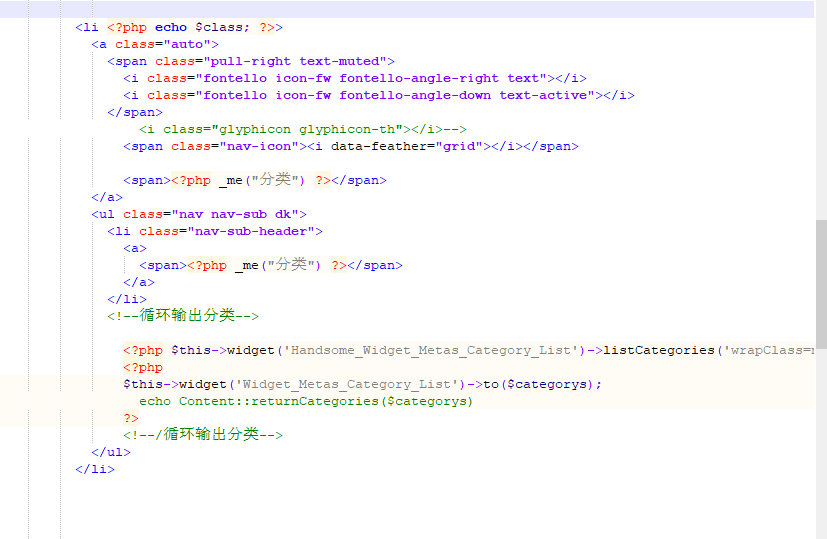 <li <?php echo $class; ?>>
<a class="auto">
<span class="pull-right text-muted">
<i class="fontello icon-fw fontello-angle-right text"></i>
<i class="fontello icon-fw fontello-angle-down text-active"></i>
</span>
<i class="glyphicon glyphicon-th"></i>-->
<span class="nav-icon"><i data-feather="grid"></i></span>
<span><?php _me("分类") ?></span>
</a>
<ul class="nav nav-sub dk">
<li class="nav-sub-header">
<a>
<span><?php _me("分类") ?></span>
</a>
</li>
<!--循环输出分类-->
<?php $this->widget('Handsome_Widget_Metas_Category_List')->listCategories('wrapClass=
<?php
$this->widget('Widget_Metas_Category_List')->to($categorys);
echo Content::returnCategories($categorys)
?>
<!--/循环输出分类-->
</ul>
</li>